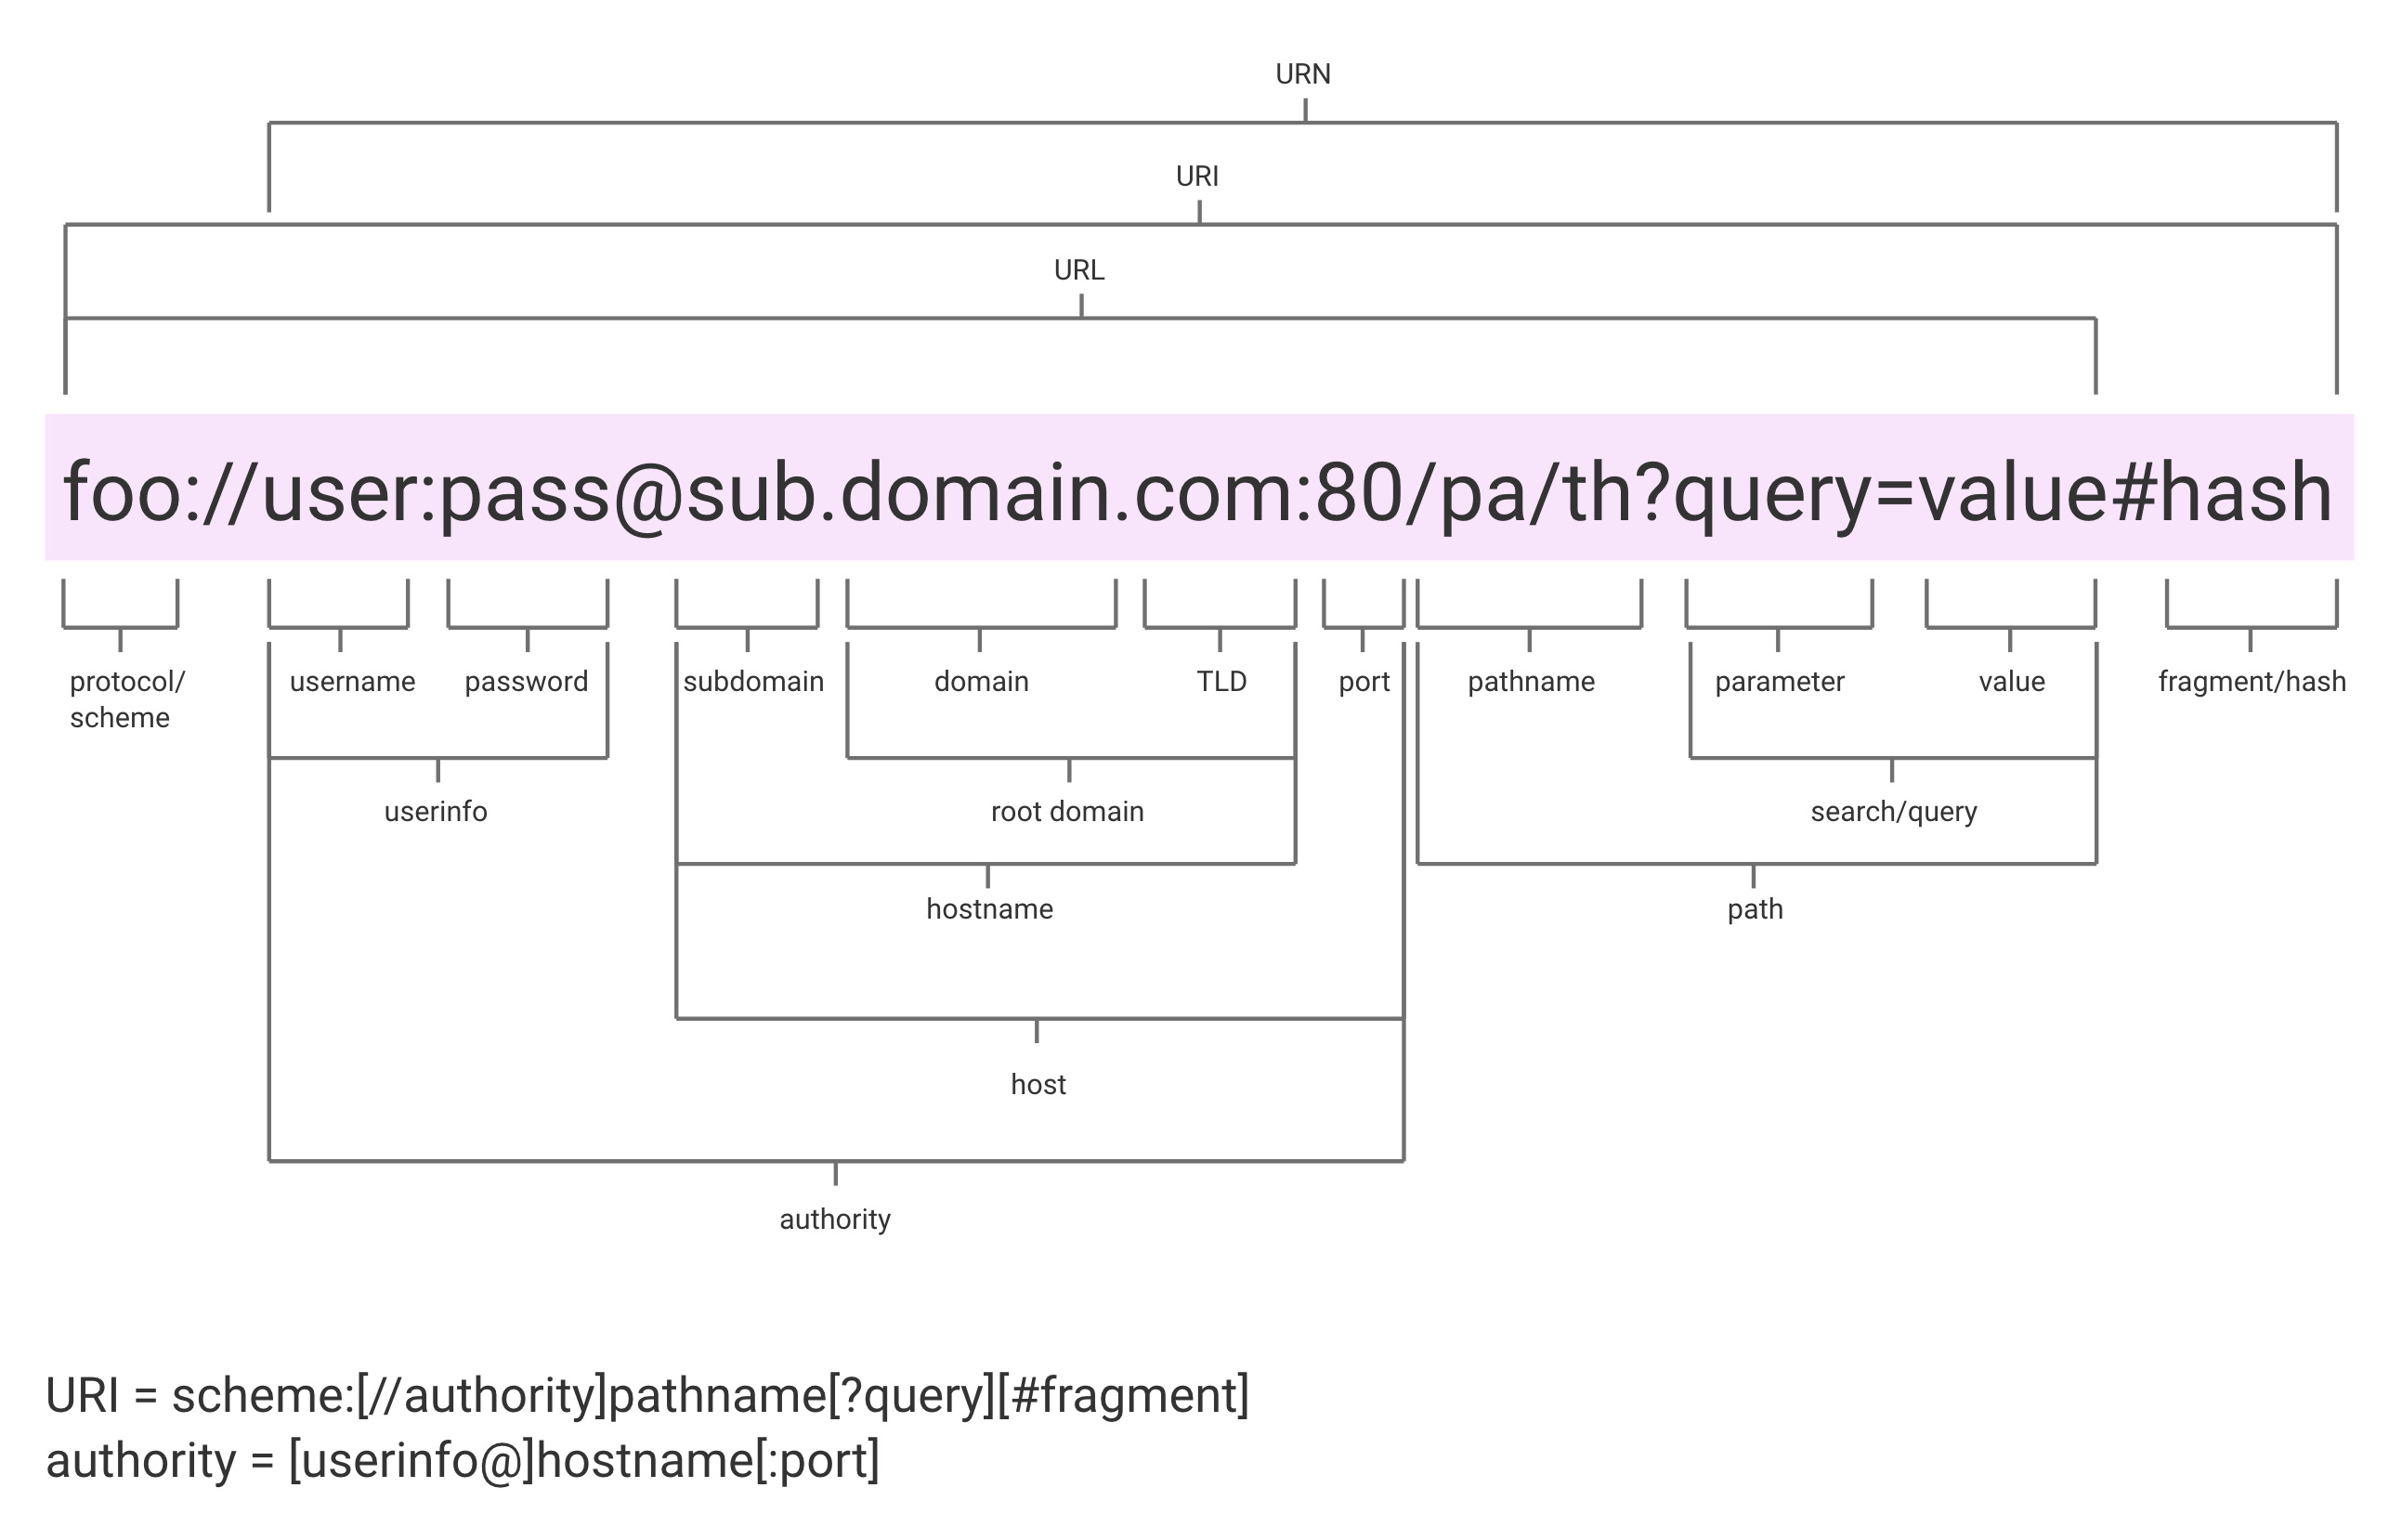 URN
URI
URL
foo://user:pass@sub.domain.com:80/pa/th?query=value#hash
protocol/
scheme
username
password
subdomain
domain
TLD
port
pathname
parameter
value
fragment/hash
userinfo
root domain
search/query
hostname
path
host
authority
URI = scheme:[//authority]pathname[?query][#fragment]
authority = [userinfo@]hostname[:port]